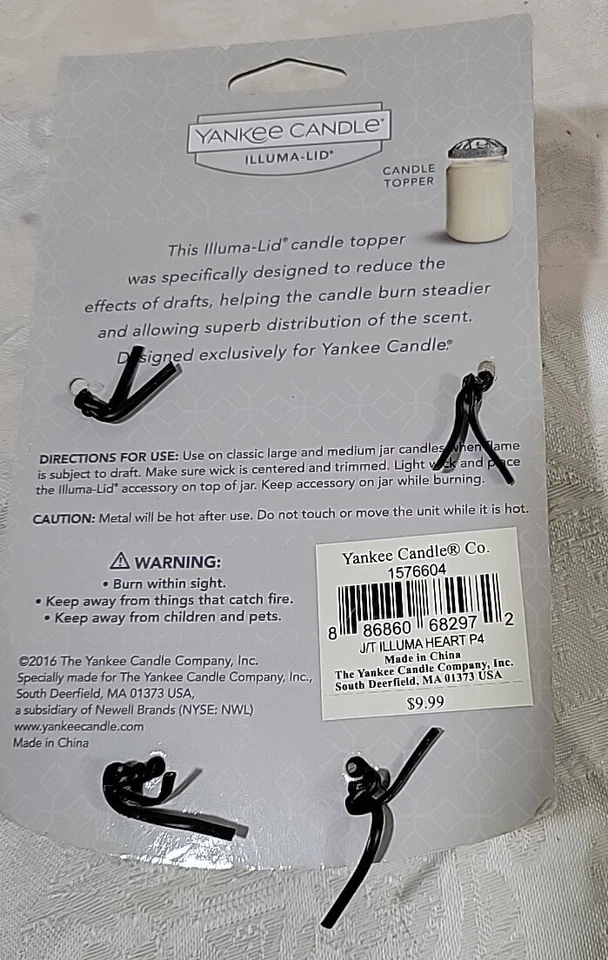 YANKEE CANDLE®
ILLUMA-LID®
CANDLE
TOPPER
This Illuma-Lid® candle topper
was specifically designed to reduce the
effects of drafts, helping the candle burn steadier
and allowing superb distribution of the scent.
Designed exclusively for Yankee Candle.®
DIRECTIONS FOR USE: Use on classic large and medium jar candles when flame
is subject to draft. Make sure wick is centered and trimmed. Light wick and place
the Illuma-Lid® accessory on top of jar. Keep accessory on jar while burning.
CAUTION: Metal will be hot after use. Do not touch or move the unit while it is hot.
⚠ WARNING:
• Burn within sight.
• Keep away from things that catch fire.
• Keep away from children and pets.
©2016 The Yankee Candle Company, Inc.
Specially made for The Yankee Candle Company, Inc.,
South Deerfield, MA 01373 USA,
a subsidiary of Newell Brands (NYSE: NWL)
www.yankeecandle.com
Made in China
Yankee Candle® Co.
1576604
8 86860 68297 2
J/T ILLUMA HEART P4
Made in China
The Yankee Candle Company, Inc.
South Deerfield, MA 01373 USA
$9.99